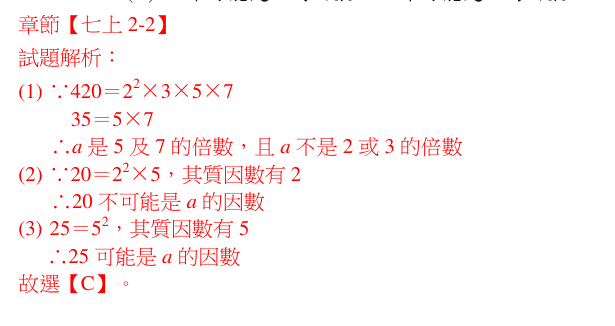 章節【七上 2-2】
試題解析：
(1) ∵420＝2²×3×5×7
35＝5×7
∴a 是 5 及 7 的倍數，且 a 不是 2 或 3 的倍數
(2) ∵20＝2²×5，其質因數有 2
∴20 不可能是 a 的因數
(3) 25＝5²，其質因數有 5
∴25 可能是 a 的因數
故選【C】。